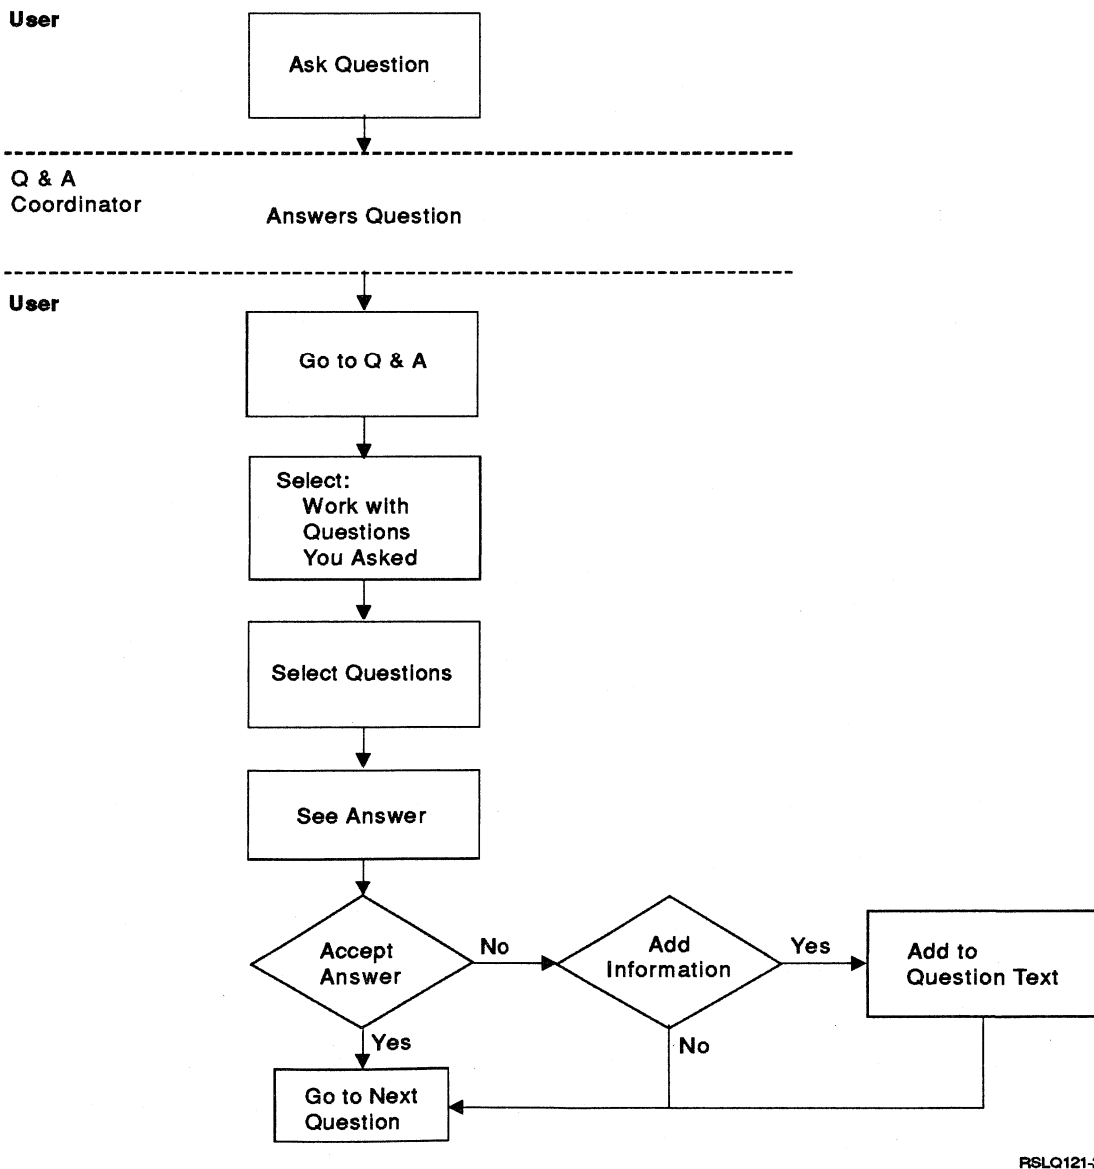 User
Ask Question
Q & A
Coordinator
Answers Question
User
Go to Q & A
Select:
Work with
Questions
You Asked
Select Questions
See Answer
Accept
Answer
No
Add
Information
Yes
Add to
Question Text
Yes
No
Go to Next
Question